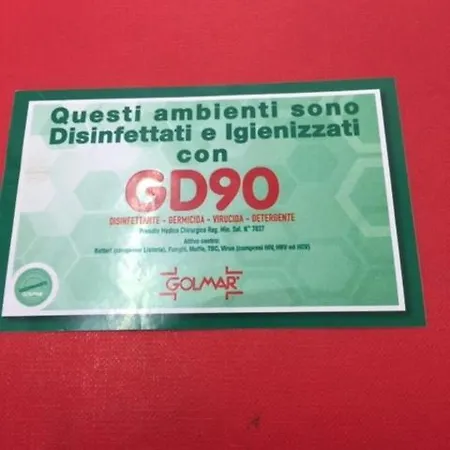 Questi ambienti sono
Disinfettati e Igienizzati
con
GD90
DISINFETTANTE - GERMICIDA - VIRUCIDA - DETERGENTE
Presidio Medico Chirurgico Reg. Min. Sal. N° 7937
Attivo contro:
Batteri (compresa Listeria), Funghi, Muffe, TBC, Virus (compresi HIV, HBV ed HCV)
GOLMAR